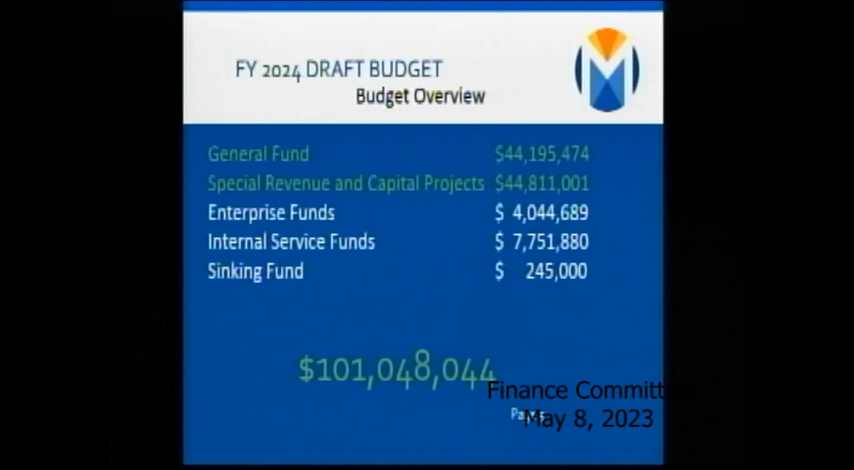 FY 2024 DRAFT BUDGET
Budget Overview
General Fund $44,195,474
Special Revenue and Capital Projects $44,811,001
Enterprise Funds $ 4,044,689
Internal Service Funds $ 7,751,880
Sinking Fund $ 245,000
$101,048,044
Finance
May 8, 2023